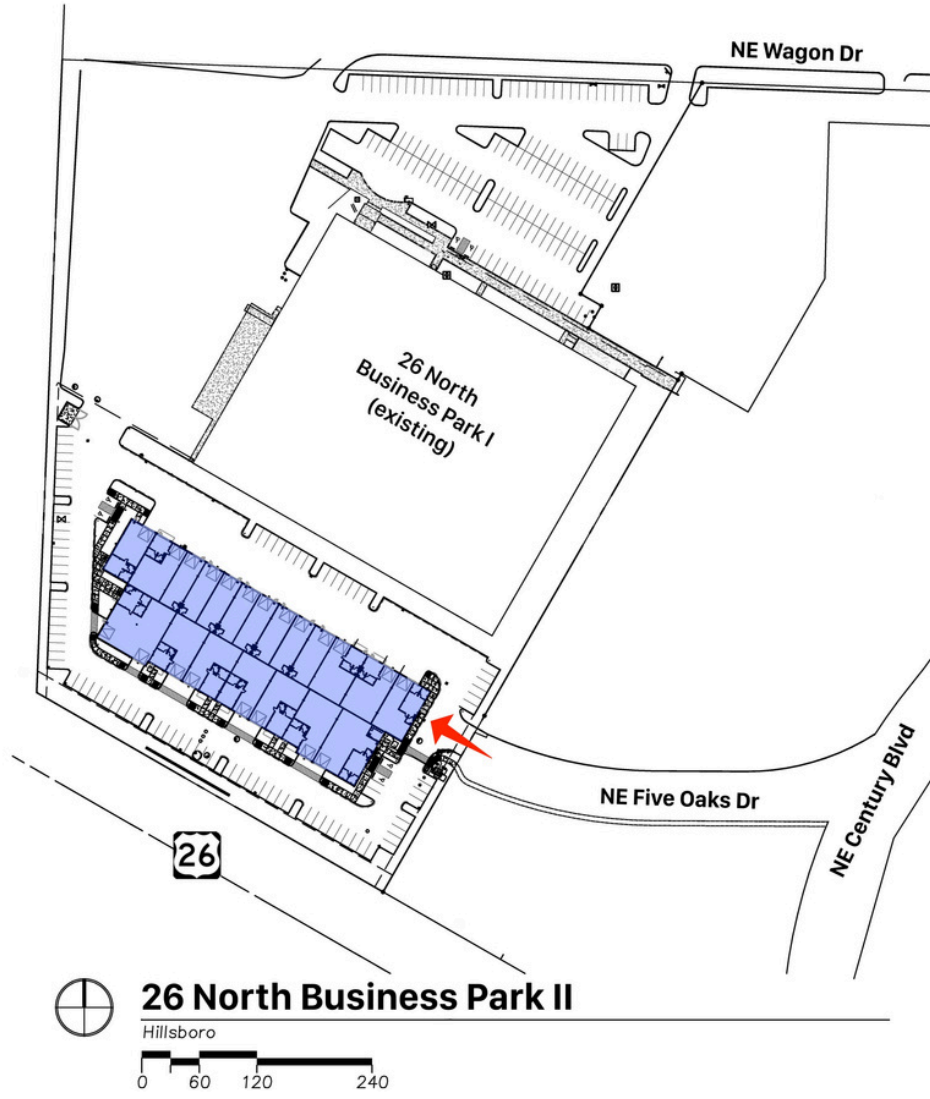 NE Wagon Dr
26 North
Business Park I
(existing)
NE Five Oaks Dr
NE Century Blvd
26
26 North Business Park II
Hillsboro
0 60 120 240